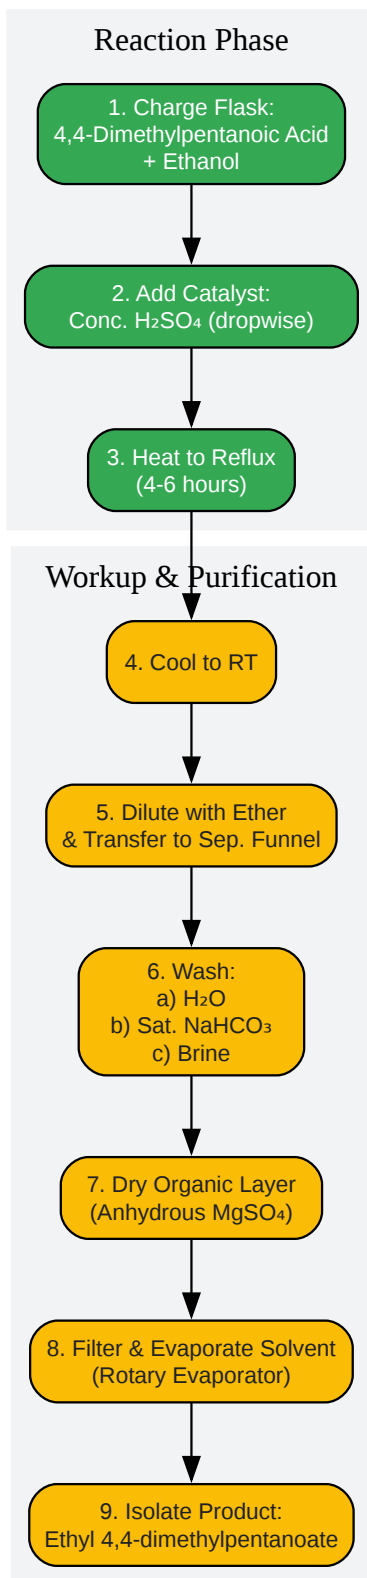 Reaction Phase
1. Charge Flask:
4,4-Dimethylpentanoic Acid
+ Ethanol
2. Add Catalyst:
Conc. H₂SO₄ (dropwise)
3. Heat to Reflux
(4-6 hours)
Workup & Purification
4. Cool to RT
5. Dilute with Ether
& Transfer to Sep. Funnel
6. Wash:
a) H₂O
b) Sat. NaHCO₃
c) Brine
7. Dry Organic Layer
(Anhydrous MgSO₄)
8. Filter & Evaporate Solvent
(Rotary Evaporator)
9. Isolate Product:
Ethyl 4,4-dimethylpentanoate